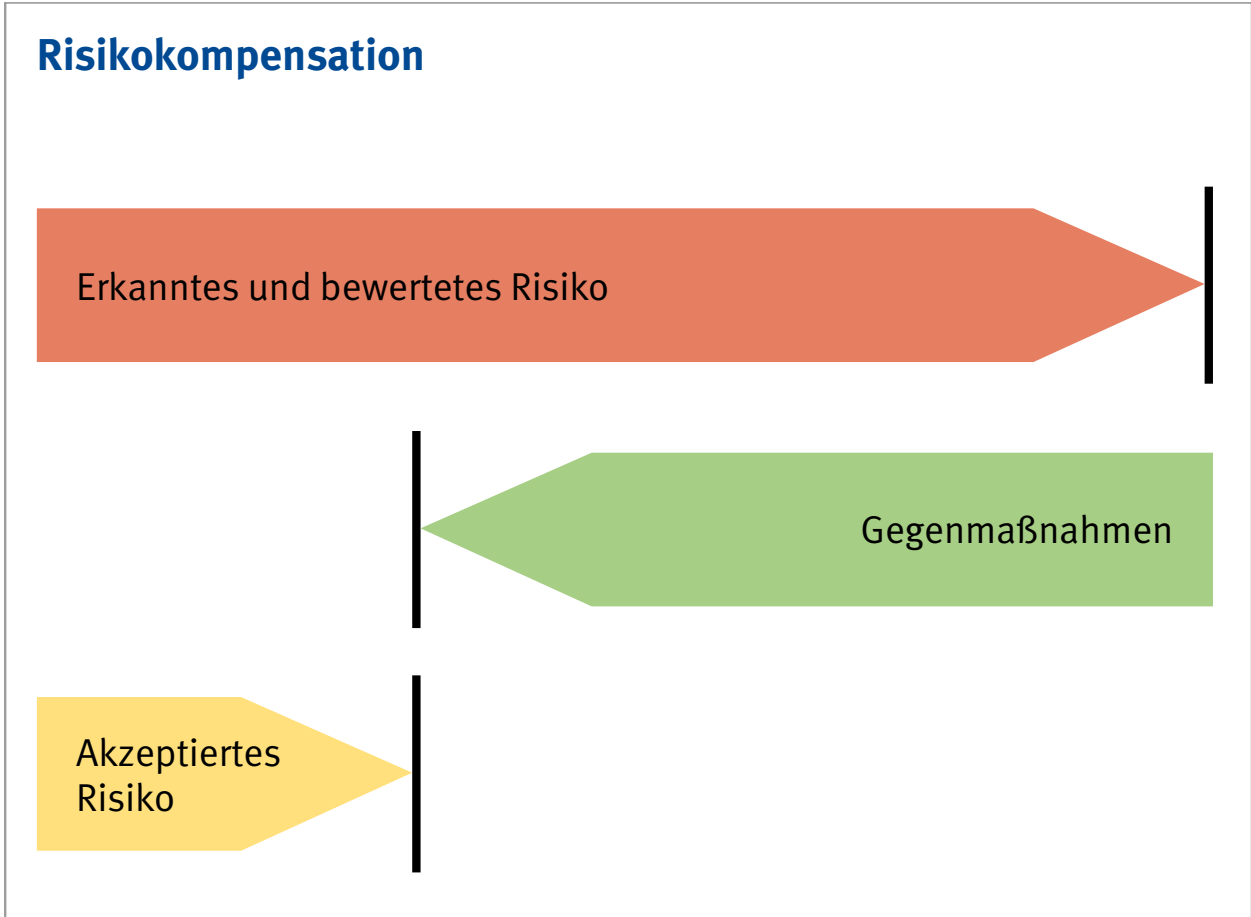 Risikokompensation
Erkanntes und bewertetes Risiko
Gegenmaßnahmen
Akzeptiertes
Risiko